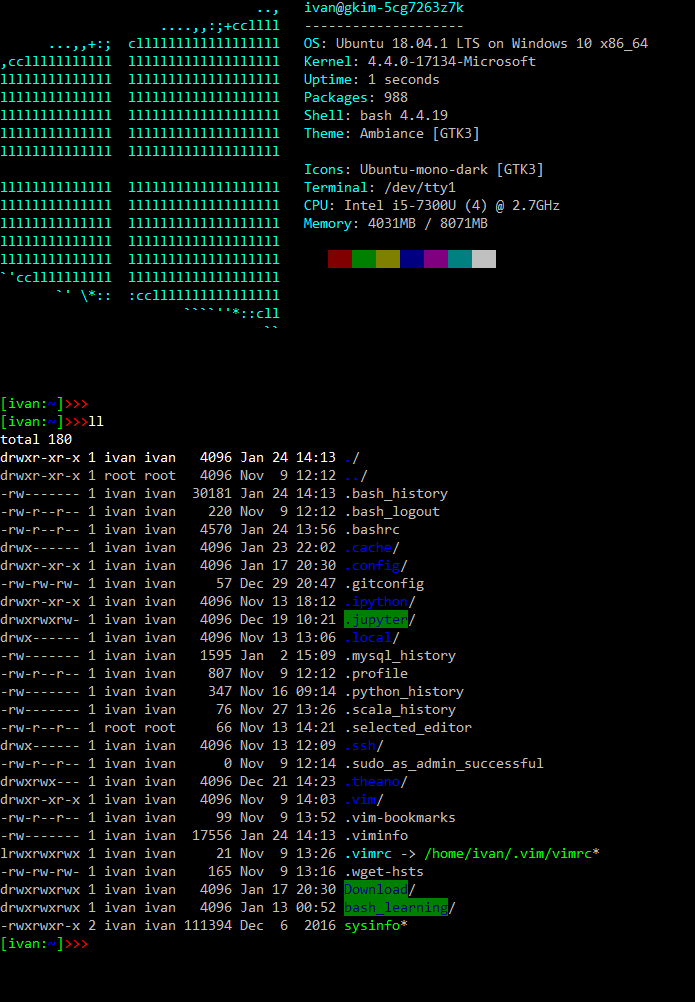 ..,  ivan@gkim-5cg7263z7k
....,,:;+ccllll  --------------------
...,,+:;  cllllllllllllllllll  OS: Ubuntu 18.04.1 LTS on Windows 10 x86_64
,cclllllllllll  lllllllllllllllllll  Kernel: 4.4.0-17134-Microsoft
llllllllllllll  lllllllllllllllllll  Uptime: 1 seconds
llllllllllllll  lllllllllllllllllll  Packages: 988
llllllllllllll  lllllllllllllllllll  Shell: bash 4.4.19
llllllllllllll  lllllllllllllllllll  Theme: Ambiance [GTK3]
llllllllllllll  lllllllllllllllllll
Icons: Ubuntu-mono-dark [GTK3]
llllllllllllll  lllllllllllllllllll  Terminal: /dev/tty1
llllllllllllll  lllllllllllllllllll  CPU: Intel i5-7300U (4) @ 2.7GHz
llllllllllllll  lllllllllllllllllll  Memory: 4031MB / 8071MB
llllllllllllll  lllllllllllllllllll
llllllllllllll  lllllllllllllllllll
`'ccllllllllll  lllllllllllllllllll
`' \*::  :ccllllllllllllllll
````''*::cll
``
[ivan:~]>>>
[ivan:~]>>>ll
total 180
drwxr-xr-x 1 ivan ivan   4096 Jan 24 14:13 ./
drwxr-xr-x 1 root root   4096 Nov  9 12:12 ../
-rw------- 1 ivan ivan  30181 Jan 24 14:13 .bash_history
-rw-r--r-- 1 ivan ivan    220 Nov  9 12:12 .bash_logout
-rw-r--r-- 1 ivan ivan   4570 Jan 24 13:56 .bashrc
drwx------ 1 ivan ivan   4096 Jan 23 22:02 .cache/
drwxr-xr-x 1 ivan ivan   4096 Jan 17 20:30 .config/
-rw-rw-rw- 1 ivan ivan     57 Dec 29 20:47 .gitconfig
drwxr-xr-x 1 ivan ivan   4096 Nov 13 18:12 .ipython/
drwxrwxrw- 1 ivan ivan   4096 Dec 19 10:21 .jupyter/
drwx------ 1 ivan ivan   4096 Nov 13 13:06 .local/
-rw------- 1 ivan ivan   1595 Jan  2 15:09 .mysql_history
-rw-r--r-- 1 ivan ivan    807 Nov  9 12:12 .profile
-rw------- 1 ivan ivan    347 Nov 16 09:14 .python_history
-rw------- 1 ivan ivan     76 Nov 27 13:26 .scala_history
-rw-r--r-- 1 root root     66 Nov 13 14:21 .selected_editor
drwx------ 1 ivan ivan   4096 Nov 13 12:09 .ssh/
-rw-r--r-- 1 ivan ivan      0 Nov  9 12:14 .sudo_as_admin_successful
drwxrwx--- 1 ivan ivan   4096 Dec 21 14:23 .theano/
drwxr-xr-x 1 ivan ivan   4096 Nov  9 14:03 .vim/
-rw-r--r-- 1 ivan ivan     99 Nov  9 13:52 .vim-bookmarks
-rw------- 1 ivan ivan  17556 Jan 24 14:13 .viminfo
lrwxrwxrwx 1 ivan ivan     21 Nov  9 13:26 .vimrc -> /home/ivan/.vim/vimrc*
-rw-rw-rw- 1 ivan ivan    165 Nov  9 13:16 .wget-hsts
drwxrwxrwx 1 ivan ivan   4096 Jan 17 20:30 Download/
drwxrwxrwx 1 ivan ivan   4096 Jan 13 00:52 bash_learning/
-rwxrwxr-x 2 ivan ivan 111394 Dec  6  2016 sysinfo*
[ivan:~]>>>